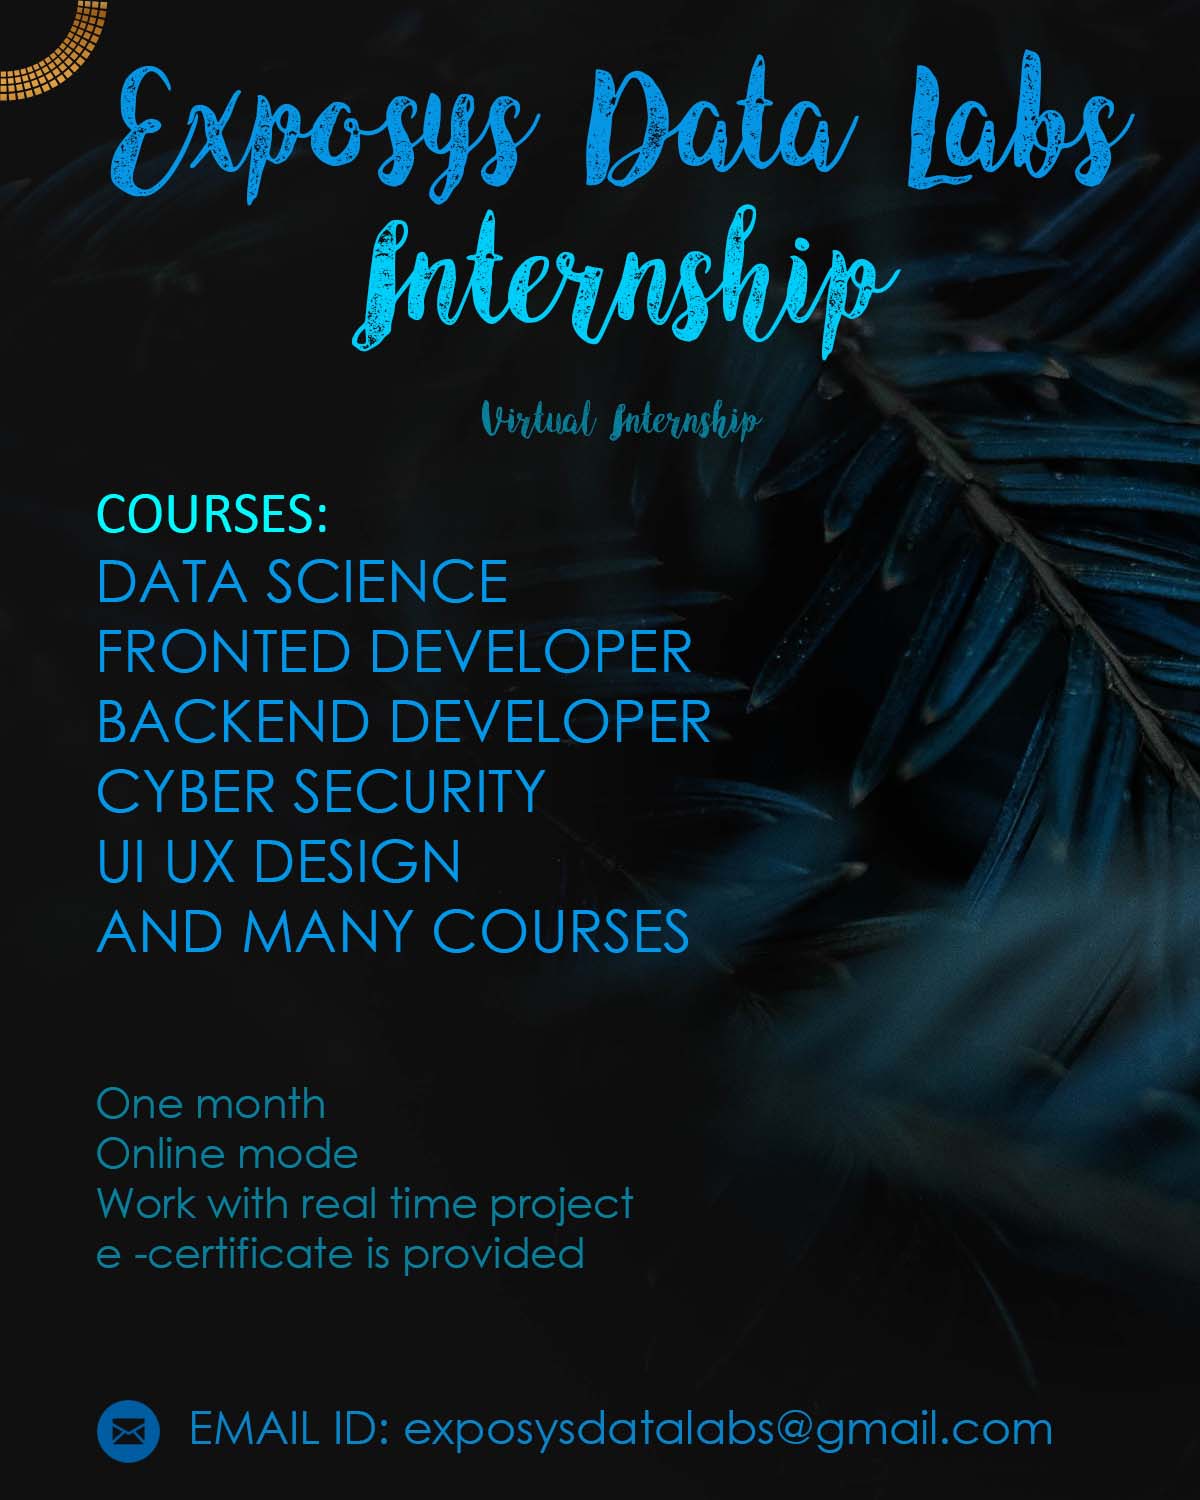 Exposys Data Labs
Internship
Virtual Internship
COURSES:
DATA SCIENCE
FRONTED DEVELOPER
BACKEND DEVELOPER
CYBER SECURITY
UI UX DESIGN
AND MANY COURSES
One month
Online mode
Work with real time project
e -certificate is provided
EMAIL ID: exposysdatalabs@gmail.com